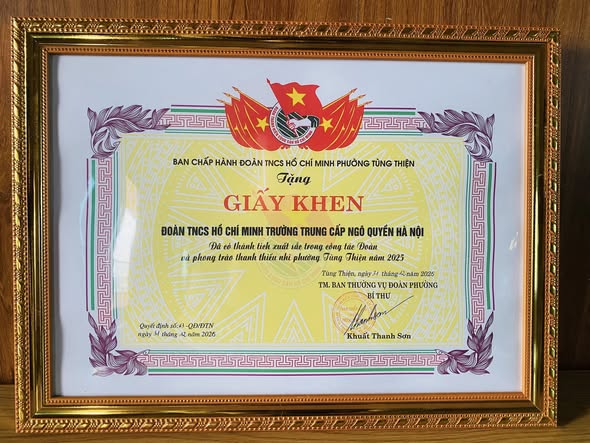 BAN CHẤP HÀNH ĐOÀN TNCS HỒ CHÍ MINH PHƯỜNG TÙNG THIỆN
Tặng
GIẤY KHEN
ĐOÀN TNCS HỒ CHÍ MINH TRƯỜNG TRUNG CẤP NGÔ QUYỀN HÀ NỘI
Đã có thành tích xuất sắc trong công tác Đoàn
và phong trào thanh thiếu nhi phường Tùng Thiện năm 2025
Tùng Thiện, ngày tháng năm 2026
TM. BAN THƯỜNG VỤ ĐOÀN PHƯỜNG
BÍ THƯ
Quyết định số: -QĐ/ĐTN
ngày tháng năm 2026
Khuất Thanh Sơn